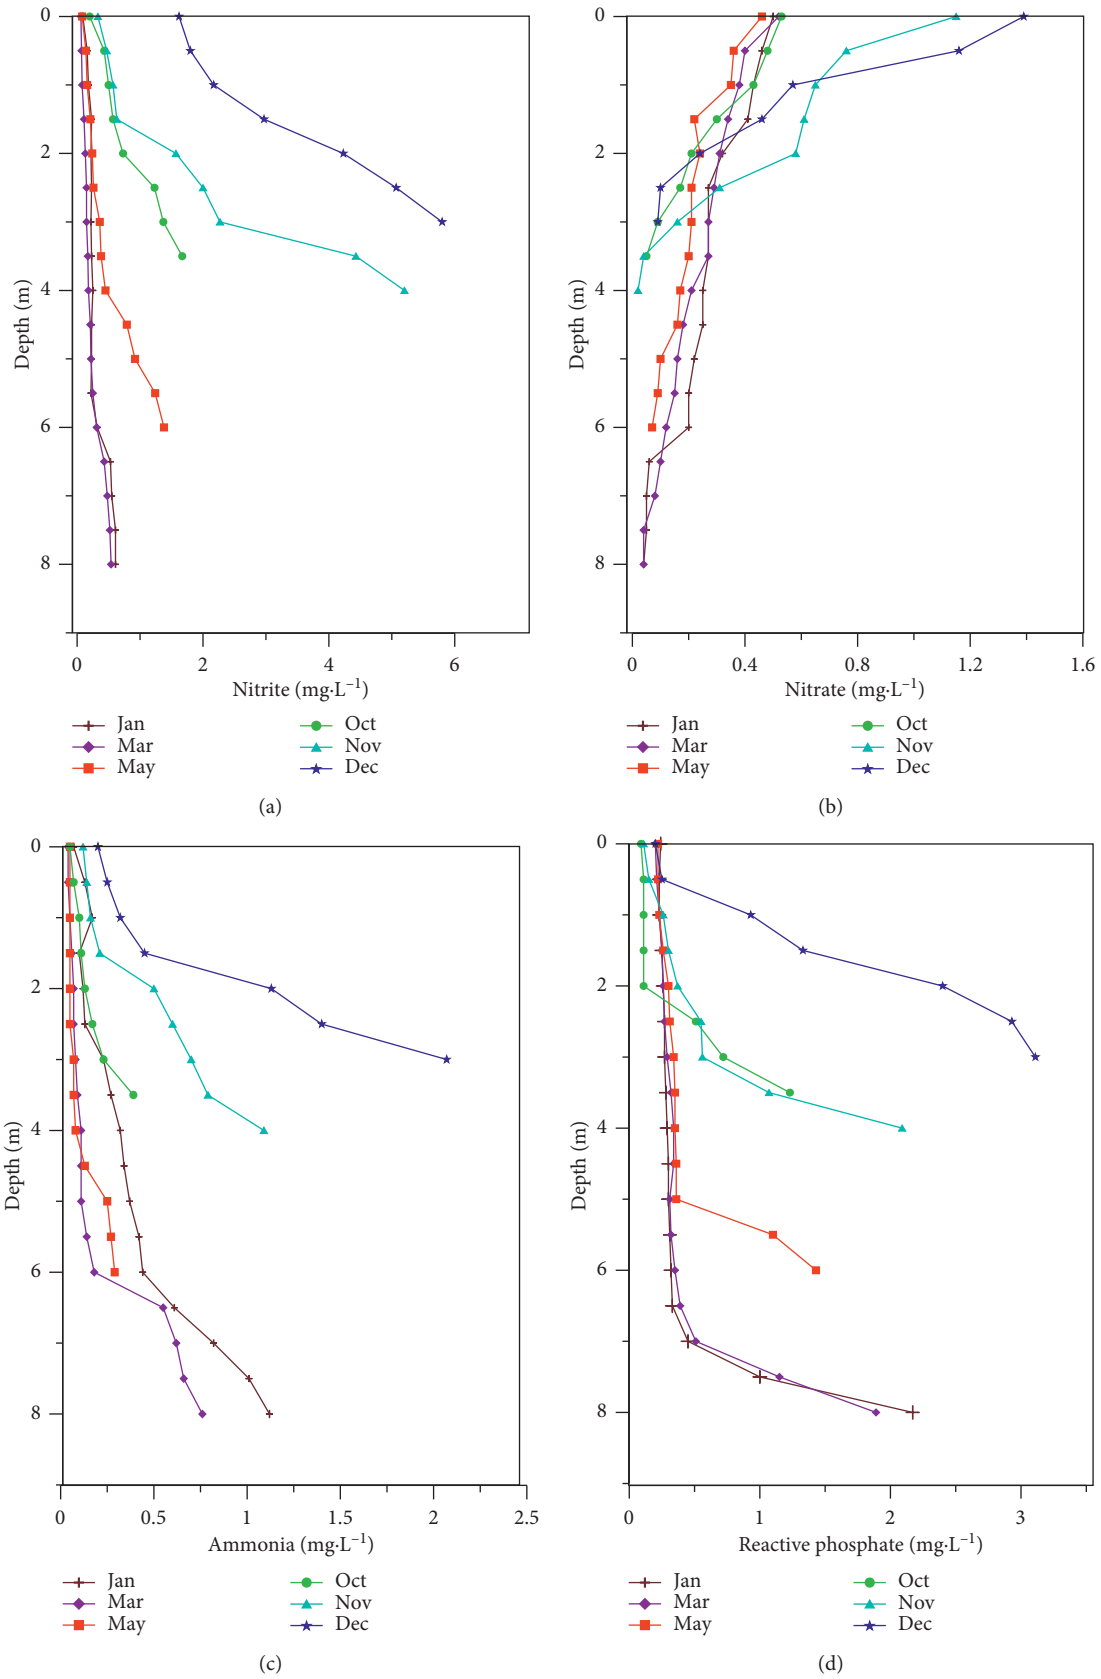 0
2
4
6
8
Depth (m)
0 2 4 6
Nitrite (mg·L⁻¹)
Jan
Mar
May
Oct
Nov
Dec
(a)
0
2
4
6
8
Depth (m)
0 0.4 0.8 1.2 1.6
Nitrate (mg·L⁻¹)
Jan
Mar
May
Oct
Nov
Dec
(b)
0
2
4
6
8
Depth (m)
0 0.5 1 1.5 2 2.5
Ammonia (mg·L⁻¹)
Jan
Mar
May
Oct
Nov
Dec
(c)
0
2
4
6
8
Depth (m)
0 1 2 3
Reactive phosphate (mg·L⁻¹)
Jan
Mar
May
Oct
Nov
Dec
(d)